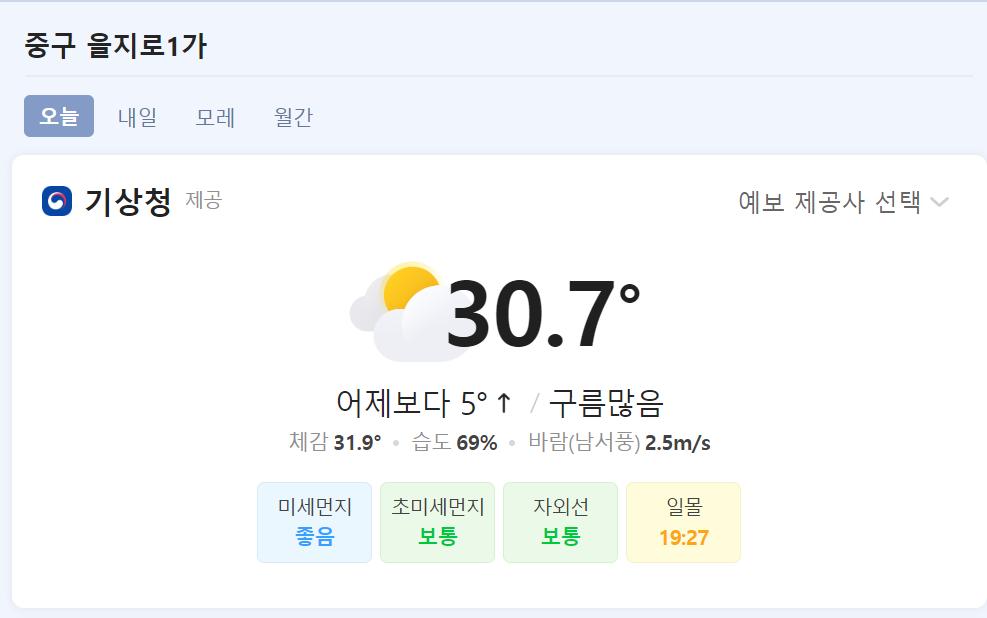 중구 을지로1가
오늘 내일 모레 월간
기상청 제공 예보 제공사 선택
30.7°
어제보다 5° ↑ / 구름많음
체감 31.9° • 습도 69% • 바람(남서풍) 2.5m/s
미세먼지 초미세먼지 자외선 일몰
좋음 보통 보통 19:27